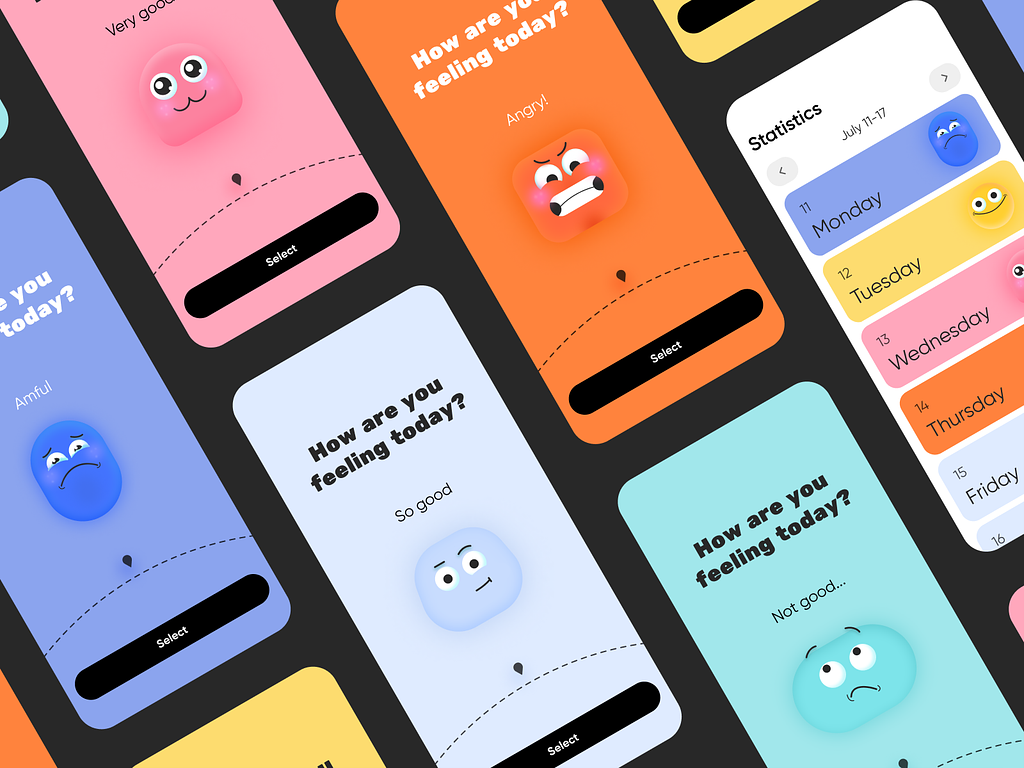 Very good
Select
How are you
feeling today?
Angry!
Select
Statistics
July 11-17
11
Monday
12
Tuesday
13
Wednesday
14
Thursday
15
Friday
16
e you
today?
Amful
Select
How are you
feeling today?
So good
Select
How are you
feeling today?
Not good...